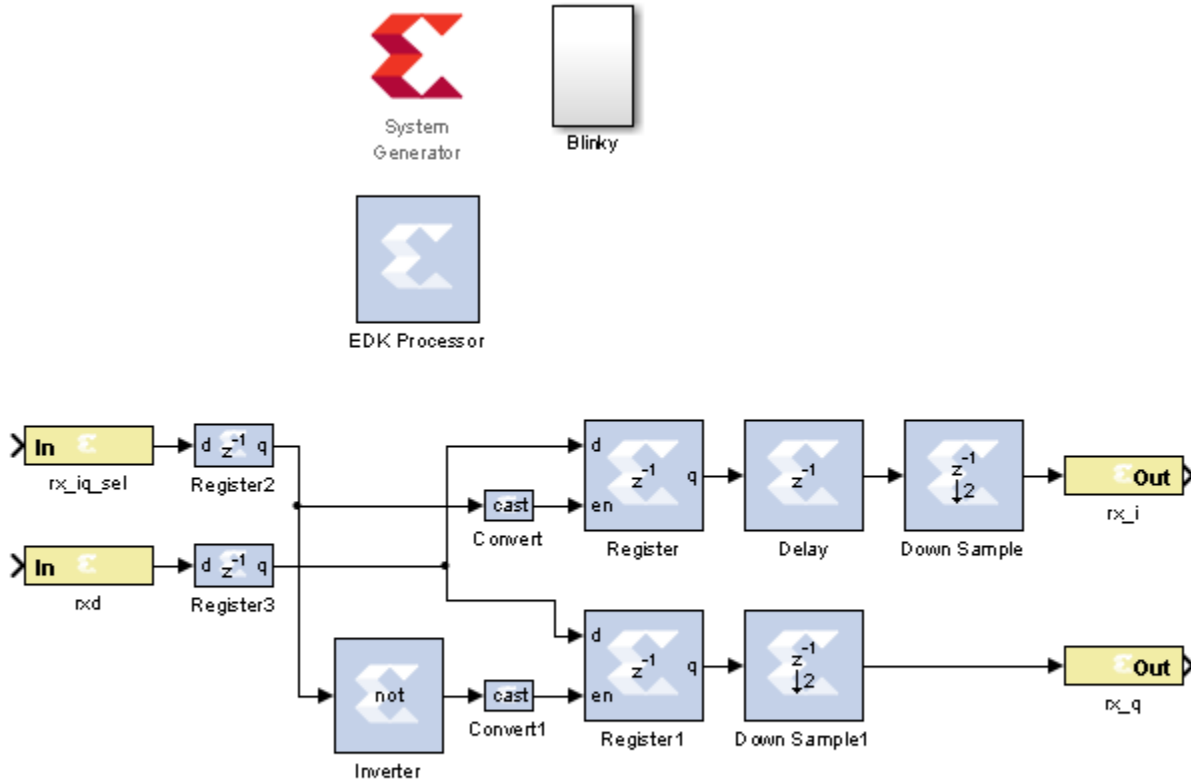 System
Generator
Blinky
EDK Processor
In
rx_iq_sel
d z⁻¹ q
Register2
cast
Convert
d
en
z⁻¹
q
Register
z⁻¹
Delay
z⁻¹
↓2
Down Sample
Out
rx_i
In
rxd
d z⁻¹ q
Register3
not
Inverter
cast
Convert1
d
en
z⁻¹
q
Register1
z⁻¹
↓2
Down Sample1
Out
rx_q